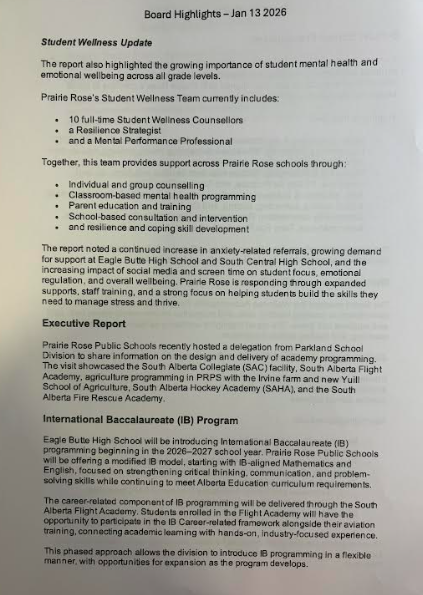 Board Highlights – Jan 13 2026
Student Wellness Update
The report also highlighted the growing importance of student mental health and
emotional wellbeing across all grade levels.
Prairie Rose's Student Wellness Team currently includes:
• 10 full-time Student Wellness Counsellors
• a Resilience Strategist
• and a Mental Performance Professional
Together, this team provides support across Prairie Rose schools through:
• Individual and group counselling
• Classroom-based mental health programming
• Parent education and training
• School-based consultation and intervention
• and resilience and coping skill development
The report noted a continued increase in anxiety-related referrals, growing demand
for support at Eagle Butte High School and South Central High School, and the
increasing impact of social media and screen time on student focus, emotional
regulation, and overall wellbeing. Prairie Rose is responding through expanded
supports, staff training, and a strong focus on helping students build the skills they
need to manage stress and thrive.
Executive Report
Prairie Rose Public Schools recently hosted a delegation from Parkland School
Division to share information on the design and delivery of academy programming.
The visit showcased the South Alberta Collegiate (SAC) facility, South Alberta Flight
Academy, agriculture programming in PRPS with the Irvine farm and new Yuill
School of Agriculture, South Alberta Hockey Academy (SAHA), and the South
Alberta Fire Rescue Academy.
International Baccalaureate (IB) Program
Eagle Butte High School will be introducing International Baccalaureate (IB)
programming beginning in the 2026–2027 school year. Prairie Rose Public Schools
will be offering a modified IB model, starting with IB-aligned Mathematics and
English, focused on strengthening critical thinking, communication, and problem-
solving skills while continuing to meet Alberta Education curriculum requirements.
The career-related component of IB programming will be delivered through the South
Alberta Flight Academy. Students enrolled in the Flight Academy will have the
opportunity to participate in the IB Career-related framework alongside their aviation
training, connecting academic learning with hands-on, industry-focused experience.
This phased approach allows the division to introduce IB programming in a flexible
manner, with opportunities for expansion as the program develops.